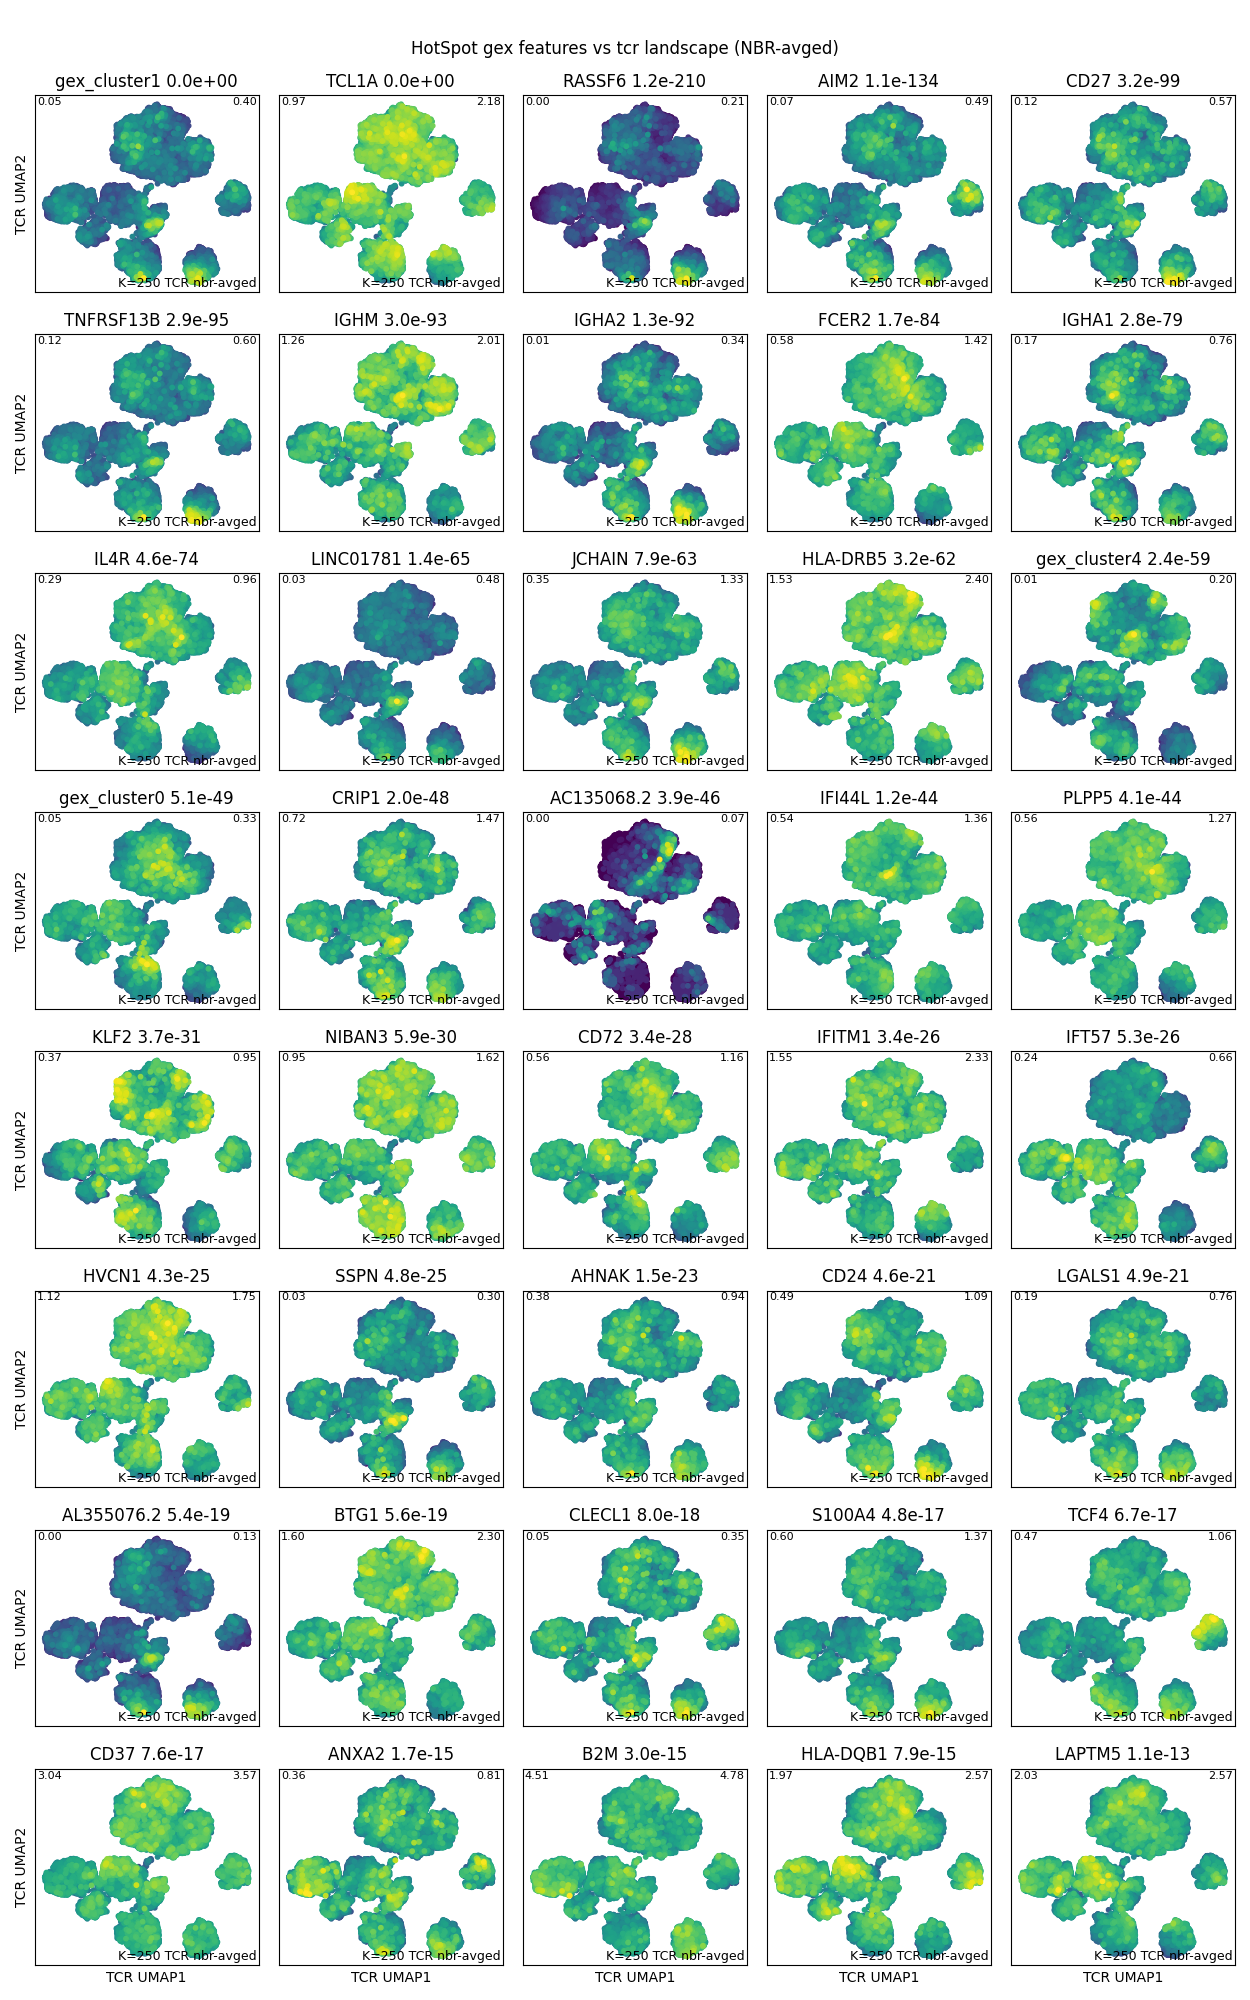 HotSpot gex features vs tcr landscape (NBR-avged)
gex_cluster1 0.0e+00
TCL1A 0.0e+00
RASSF6 1.2e-210
AIM2 1.1e-134
CD27 3.2e-99
0.05 0.40
0.97 2.18
0.00 0.21
0.07 0.49
0.12 0.57
TCR UMAP2
K=250 TCR nbr-avged
K=250 TCR nbr-avged
K=250 TCR nbr-avged
K=250 TCR nbr-avged
K=250 TCR nbr-avged
TNFRSF13B 2.9e-95
IGHM 3.0e-93
IGHA2 1.3e-92
FCER2 1.7e-84
IGHA1 2.8e-79
0.12 0.60
1.26 2.01
0.01 0.34
0.58 1.42
0.17 0.76
TCR UMAP2
K=250 TCR nbr-avged
K=250 TCR nbr-avged
K=250 TCR nbr-avged
K=250 TCR nbr-avged
K=250 TCR nbr-avged
IL4R 4.6e-74
LINC01781 1.4e-65
JCHAIN 7.9e-63
HLA-DRB5 3.2e-62
gex_cluster4 2.4e-59
0.29 0.96
0.03 0.48
0.35 1.33
1.53 2.40
0.01 0.20
TCR UMAP2
K=250 TCR nbr-avged
K=250 TCR nbr-avged
K=250 TCR nbr-avged
K=250 TCR nbr-avged
K=250 TCR nbr-avged
gex_cluster0 5.1e-49
CRIP1 2.0e-48
AC135068.2 3.9e-46
IFI44L 1.2e-44
PLPP5 4.1e-44
0.05 0.33
0.72 1.47
0.00 0.07
0.54 1.36
0.56 1.27
TCR UMAP2
K=250 TCR nbr-avged
K=250 TCR nbr-avged
K=250 TCR nbr-avged
K=250 TCR nbr-avged
K=250 TCR nbr-avged
KLF2 3.7e-31
NIBAN3 5.9e-30
CD72 3.4e-28
IFITM1 3.4e-26
IFT57 5.3e-26
0.37 0.95
0.95 1.62
0.56 1.16
1.55 2.33
0.24 0.66
TCR UMAP2
K=250 TCR nbr-avged
K=250 TCR nbr-avged
K=250 TCR nbr-avged
K=250 TCR nbr-avged
K=250 TCR nbr-avged
HVCN1 4.3e-25
SSPN 4.8e-25
AHNAK 1.5e-23
CD24 4.6e-21
LGALS1 4.9e-21
1.12 1.75
0.03 0.30
0.38 0.94
0.49 1.09
0.19 0.76
TCR UMAP2
K=250 TCR nbr-avged
K=250 TCR nbr-avged
K=250 TCR nbr-avged
K=250 TCR nbr-avged
K=250 TCR nbr-avged
AL355076.2 5.4e-19
BTG1 5.6e-19
CLECL1 8.0e-18
S100A4 4.8e-17
TCF4 6.7e-17
0.00 0.13
1.60 2.30
0.05 0.35
0.60 1.37
0.47 1.06
TCR UMAP2
K=250 TCR nbr-avged
K=250 TCR nbr-avged
K=250 TCR nbr-avged
K=250 TCR nbr-avged
K=250 TCR nbr-avged
CD37 7.6e-17
ANXA2 1.7e-15
B2M 3.0e-15
HLA-DQB1 7.9e-15
LAPTM5 1.1e-13
3.04 3.57
0.36 0.81
4.51 4.78
1.97 2.57
2.03 2.57
TCR UMAP2
K=250 TCR nbr-avged
K=250 TCR nbr-avged
K=250 TCR nbr-avged
K=250 TCR nbr-avged
K=250 TCR nbr-avged
TCR UMAP1
TCR UMAP1
TCR UMAP1
TCR UMAP1
TCR UMAP1